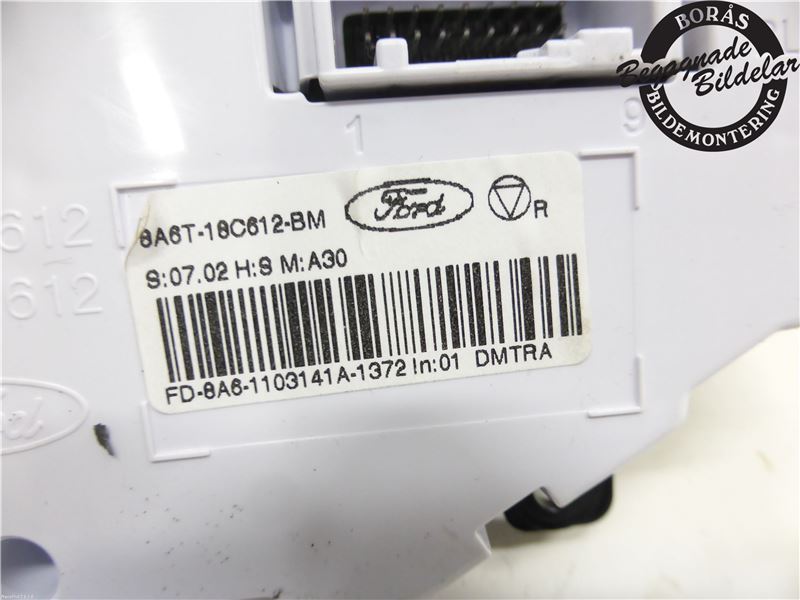 BORÅS
Begagnade
Bildelar
BILDEMONTERING
1
9
8A6T-18C612-BM
Ford
R
S:07.02 H:S M:A30
FD-8A6-1103141A-1372 In:01 DMTRA
612
612